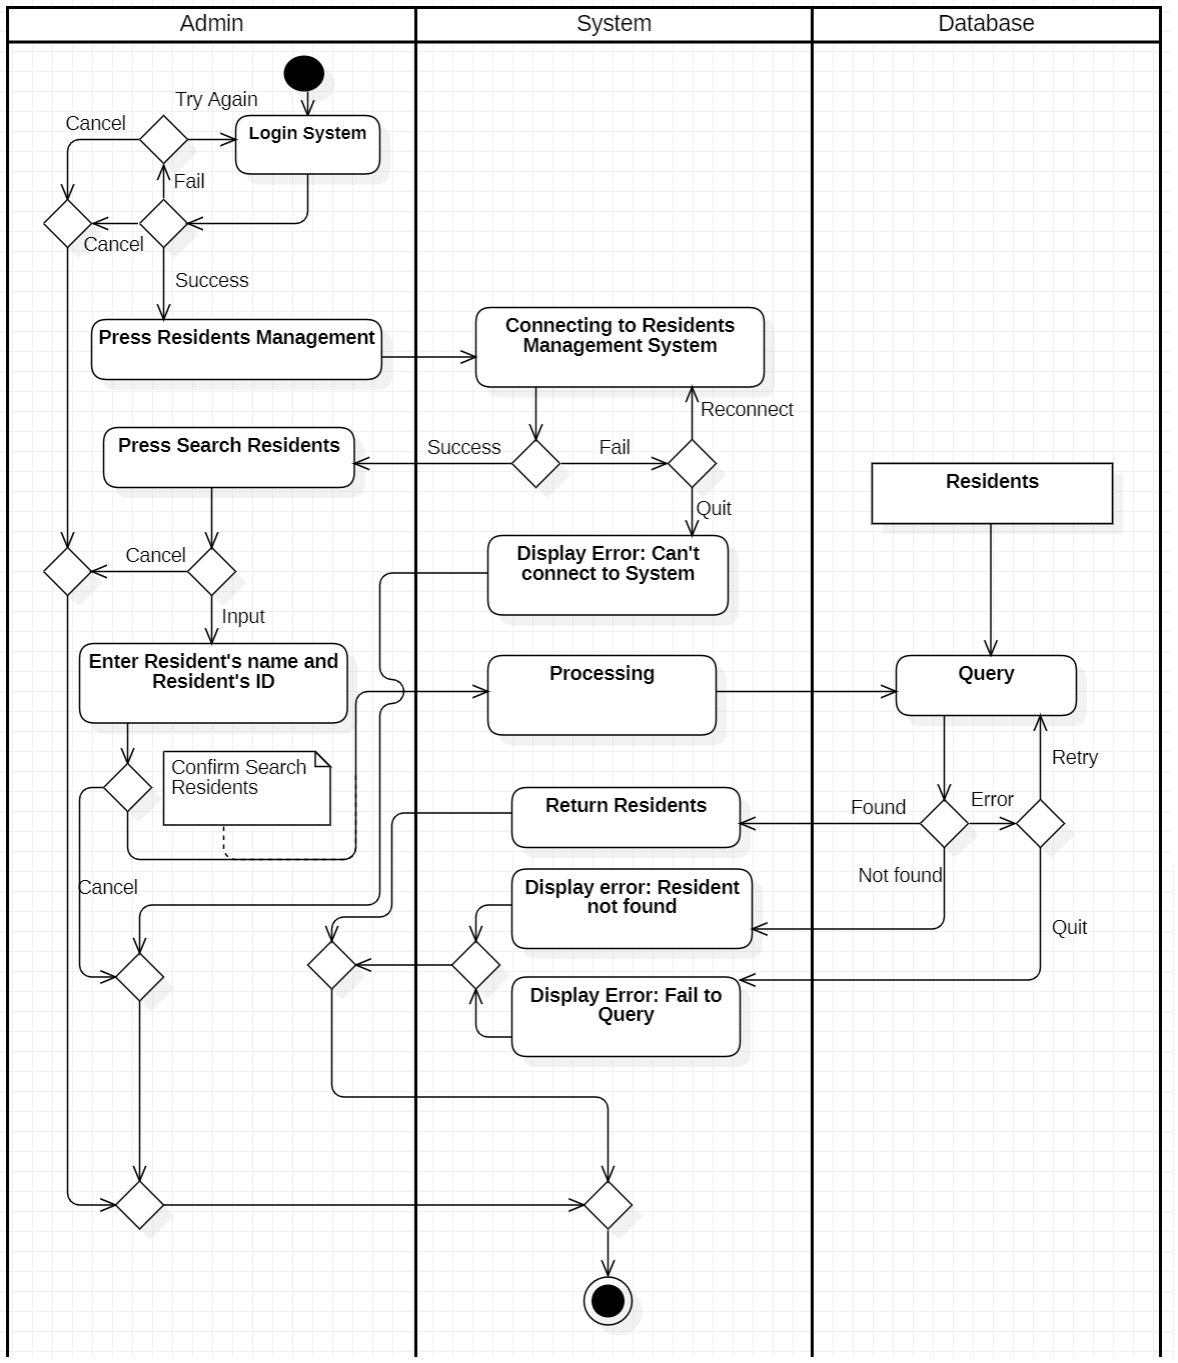 Admin
System
Database
Try Again
Cancel
Login System
Fail
Cancel
Success
Press Residents Management
Connecting to Residents
Management System
Reconnect
Press Search Residents
Success
Fail
Residents
Quit
Cancel
Display Error: Can't
connect to System
Input
Enter Resident's name and
Resident's ID
Processing
Query
Confirm Search
Residents
Retry
Return Residents
Found
Error
Cancel
Display error: Resident
not found
Not found
Quit
Display Error: Fail to
Query